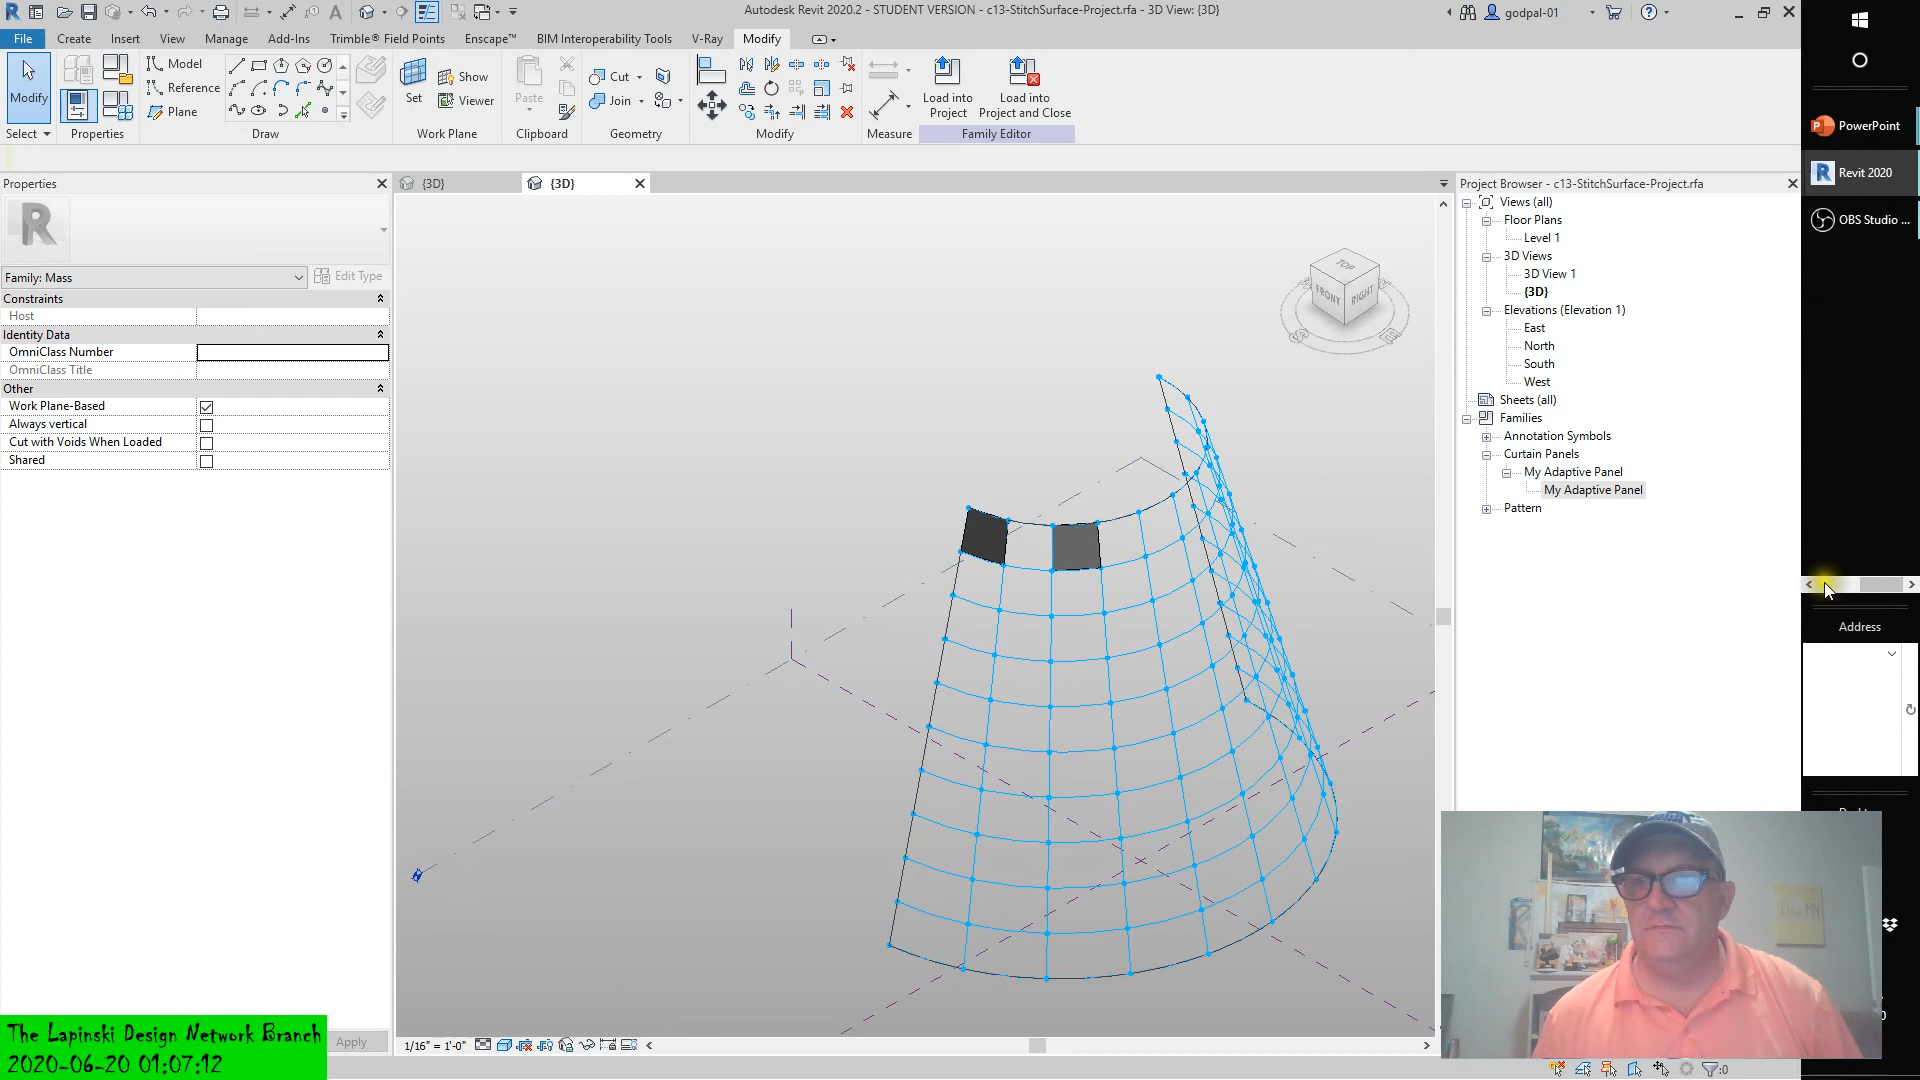 Autodesk Revit 2020.2 - STUDENT VERSION - c13-StitchSurface-Project.rfa - 3D View: {3D}
godpal-01
File Create Insert View Manage Add-Ins Trimble® Field Points Enscape™ BIM Interoperability Tools V-Ray Modify
Modify
Select
Properties
Model
Reference
Plane
Draw
Set
Show
Viewer
Work Plane
Paste
Clipboard
Cut
Join
Geometry
Modify
Measure
Load into
Project
Load into
Project and Close
Family Editor
Properties
Family: Mass
Edit Type
Constraints
Host
Identity Data
OmniClass Number
OmniClass Title
Other
Work Plane-Based
Always vertical
Cut with Voids When Loaded
Shared
Apply
{3D}
{3D}
TOP
FRONT
RIGHT
1/16" = 1'-0"
Project Browser - c13-StitchSurface-Project.rfa
Views (all)
Floor Plans
Level 1
3D Views
3D View 1
{3D}
Elevations (Elevation 1)
East
North
South
West
Sheets (all)
Families
Annotation Symbols
Curtain Panels
My Adaptive Panel
My Adaptive Panel
Pattern
PowerPoint
Revit 2020
OBS Studio ...
Address
:0
The Lapinski Design Network Branch
2020-06-20 01:07:12